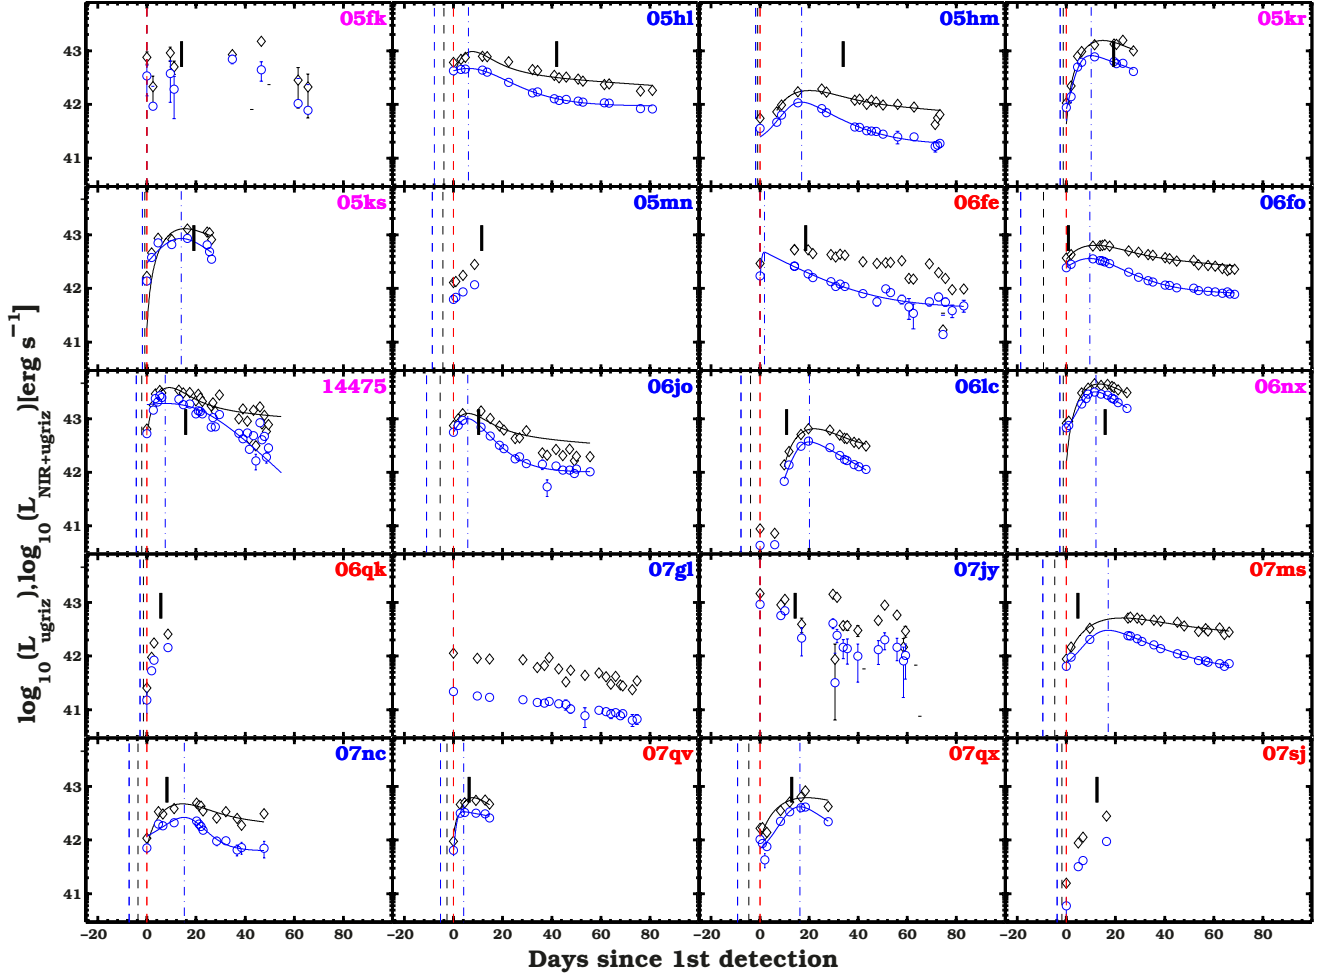 05fk 05hl 05hm 05kr
43
42
41
05ks 05mn 06fe 06fo
43
42
41
14475 06jo 06lc 06nx
43
42
41
06qk 07gl 07jy 07ms
43
42
41
07nc 07qv 07qx 07sj
43
42
41
−20 0 20 40 60 80 −20 0 20 40 60 80 −20 0 20 40 60 80 −20 0 20 40 60 80
Days since 1st detection
log10(Lugriz),log10(LNIR+ugriz)[erg s−1]